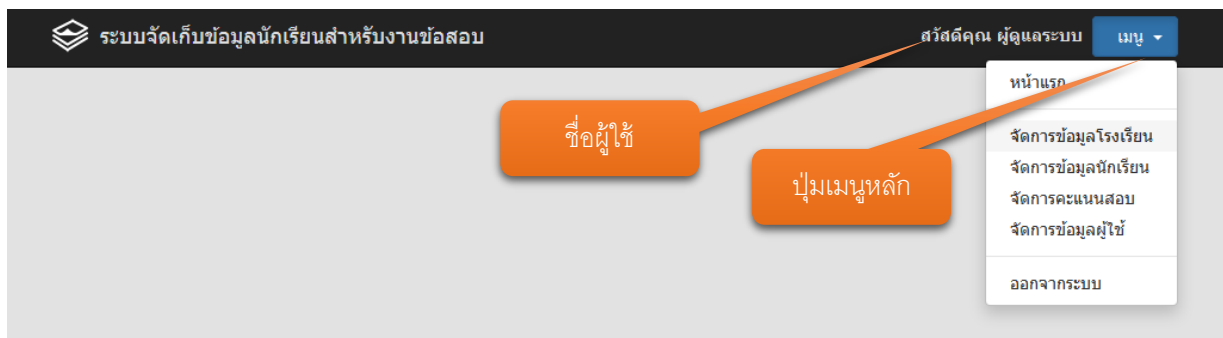 ระบบจัดเก็บข้อมูลนักเรียนสำหรับงานข้อสอบ
สวัสดีคุณ ผู้ดูแลระบบ
เมนู
หน้าแรก
ชื่อผู้ใช้
จัดการข้อมูลโรงเรียน
จัดการข้อมูลนักเรียน
ปุ่มเมนูหลัก
จัดการคะแนนสอบ
จัดการข้อมูลผู้ใช้
ออกจากระบบ